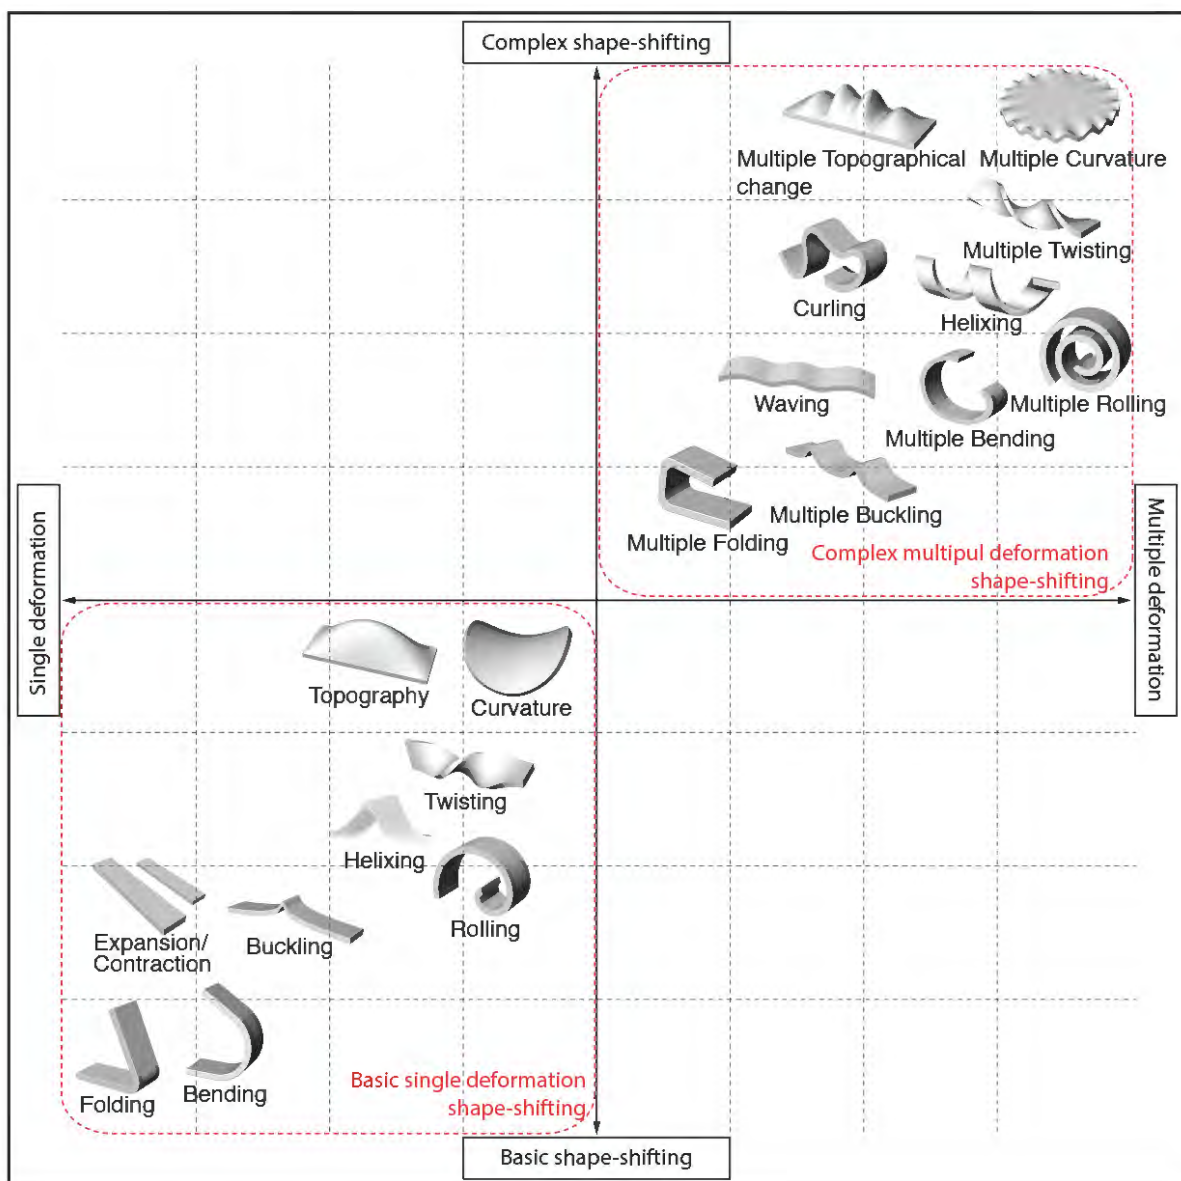 Complex shape-shifting
Multiple Topographical
change
Multiple Curvature
Multiple Twisting
Curling
Helixing
Waving
Multiple Bending
Multiple Rolling
Multiple Folding
Multiple Buckling
Complex multipul deformation
shape-shifting
Single deformation
Multiple deformation
Topography
Curvature
Twisting
Helixing
Rolling
Expansion/
Contraction
Buckling
Folding
Bending
Basic single deformation
shape-shifting
Basic shape-shifting